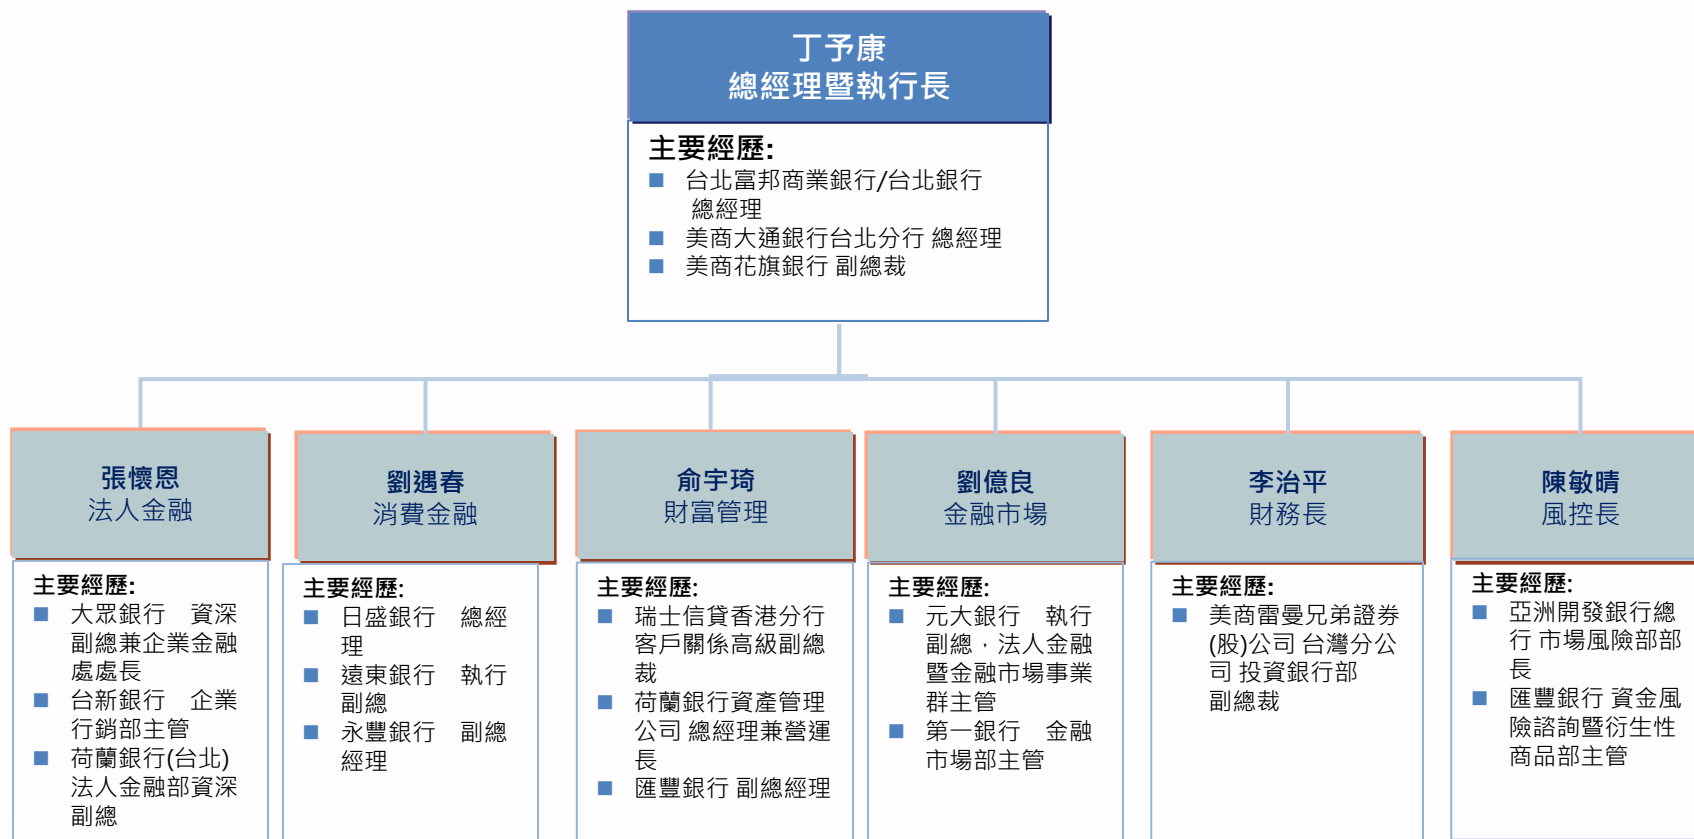 丁予康
總經理暨執行長
主要經歷:
台北富邦商業銀行/台北銀行
總經理
美商大通銀行台北分行 總經理
美商花旗銀行 副總裁
張懷恩
法人金融
主要經歷:
大眾銀行　資深
副總兼企業金融
處處長
台新銀行　企業
行銷部主管
荷蘭銀行(台北)
法人金融部資深
副總
劉遇春
消費金融
主要經歷:
日盛銀行　總經
理
遠東銀行　執行
副總
永豐銀行　副總
經理
俞宇琦
財富管理
主要經歷:
瑞士信貸香港分行
客戶關係高級副總
裁
荷蘭銀行資產管理
公司 總經理兼營運
長
匯豐銀行 副總經理
劉億良
金融市場
主要經歷:
元大銀行　執行
副總，法人金融
暨金融市場事業
群主管
第一銀行　金融
市場部主管
李治平
財務長
主要經歷:
美商雷曼兄弟證券
(股)公司 台灣分公
司 投資銀行部
副總裁
陳敏晴
風控長
主要經歷:
亞洲開發銀行總
行 市場風險部部
長
匯豐銀行 資金風
險諮詢暨衍生性
商品部主管